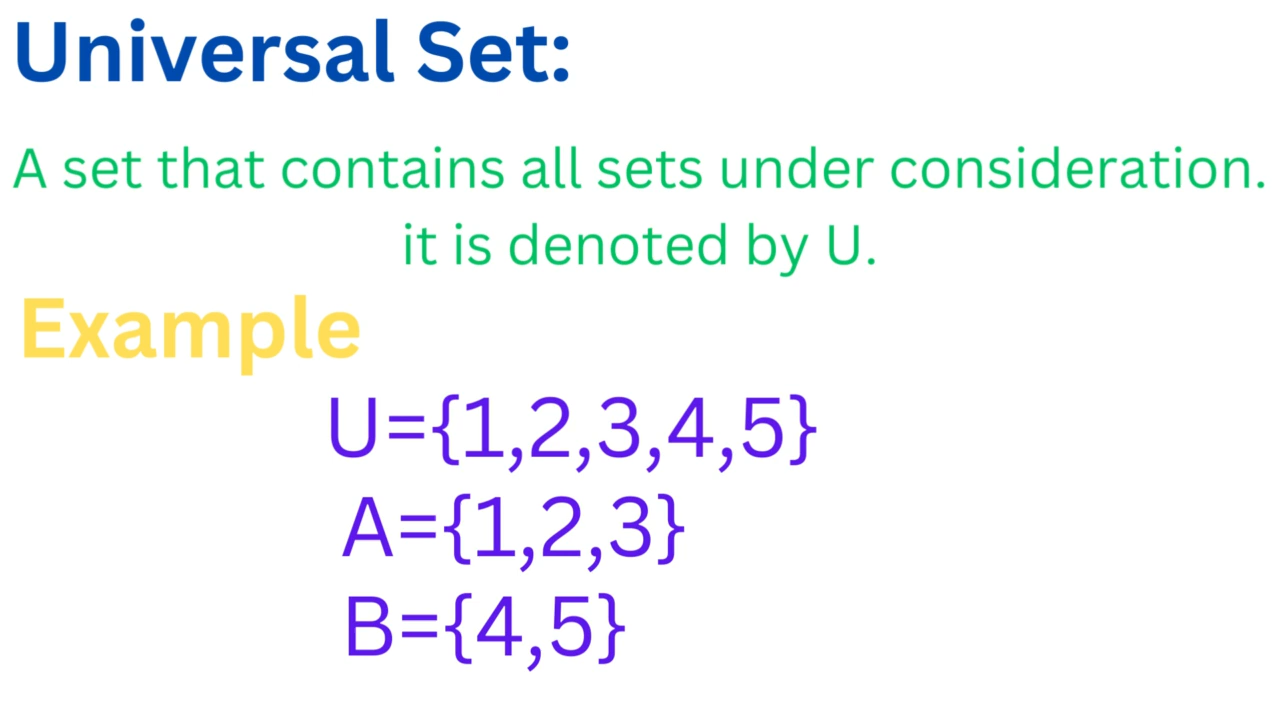 Universal Set:
A set that contains all sets under consideration.
it is denoted by U.
Example
U={1,2,3,4,5}
A={1,2,3}
B={4,5}